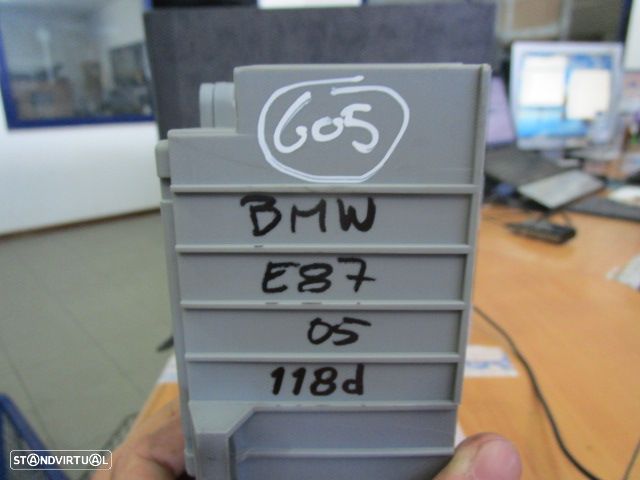 605
BMW
E87
05
118d
STANDVIRTUAL